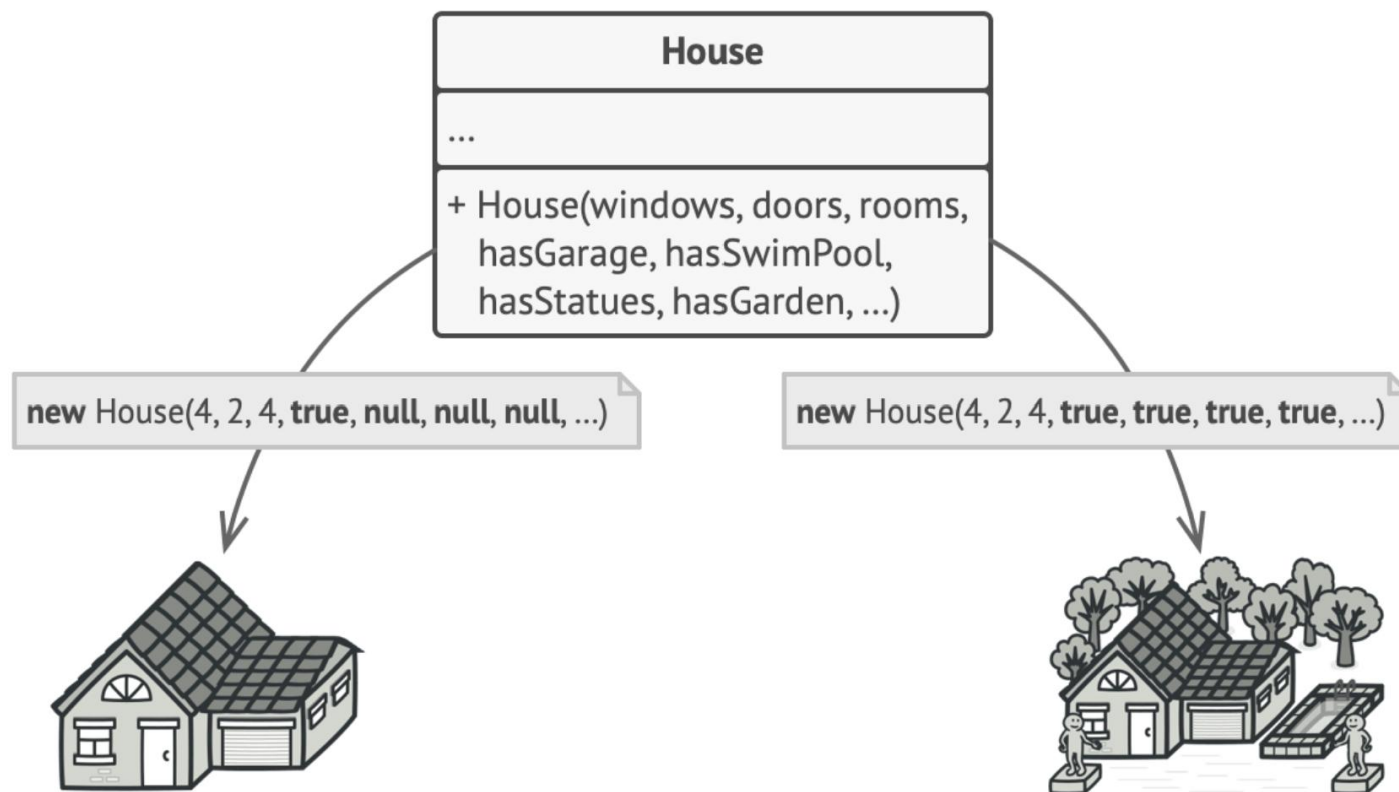 House
...
+ House(windows, doors, rooms,
hasGarage, hasSwimPool,
hasStatues, hasGarden, ...)
new House(4, 2, 4, true, null, null, null, ...)
new House(4, 2, 4, true, true, true, true, ...)